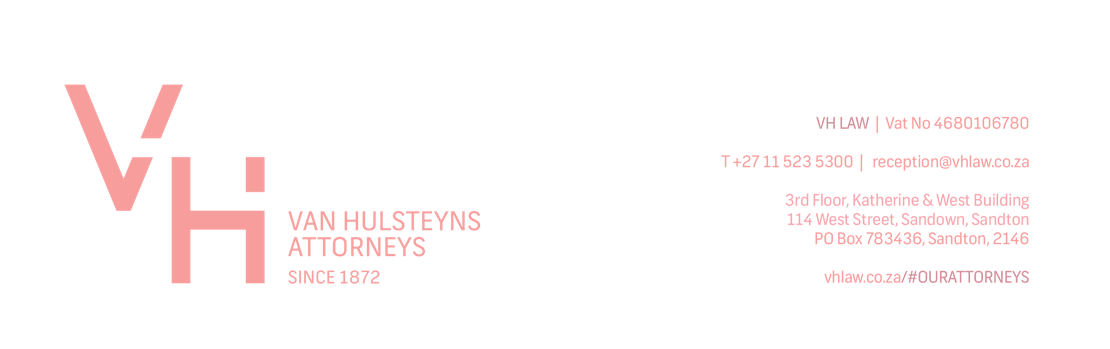 VH
VAN HULSTEYNS
ATTORNEYS
SINCE 1872
VH LAW | Vat No 4680106780
T +27 11 523 5300 | reception@vhlaw.co.za
3rd Floor, Katherine & West Building
114 West Street, Sandown, Sandton
PO Box 783436, Sandton, 2146
vhlaw.co.za/#OURATTORNEYS